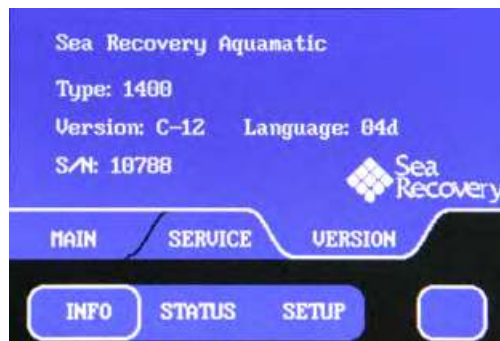 Sea Recovery Aquamatic
Type: 1400
Version: C-12 Language: 04d
S/N: 10788
Sea
Recovery
MAIN SERVICE VERSION
INFO STATUS SETUP